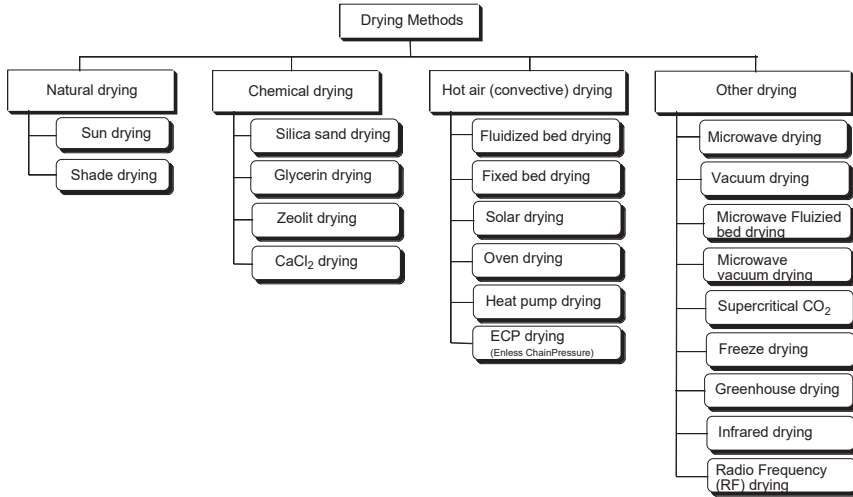 Drying Methods
Natural drying
Sun drying
Shade drying
Chemical drying
Silica sand drying
Glycerin drying
Zeolit drying
CaCl₂ drying
Hot air (convective) drying
Fluidized bed drying
Fixed bed drying
Solar drying
Oven drying
Heat pump drying
ECP drying
(Enless ChainPressure)
Other drying
Microwave drying
Vacuum drying
Microwave Fluizied
bed drying
Microwave
vacuum drying
Supercritical CO₂
Freeze drying
Greenhouse drying
Infrared drying
Radio Frequency
(RF) drying